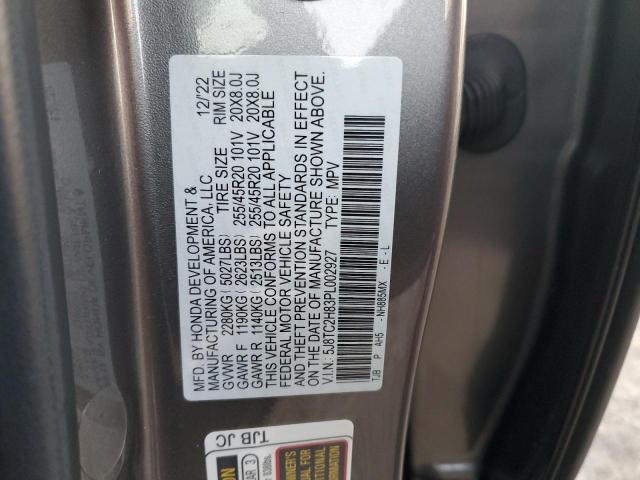 MFD. BY HONDA DEVELOPMENT &
MANUFACTURING OF AMERICA, LLC 12/'22
GVWR 2280KG ( 5027LBS) TIRE SIZE RIM SIZE
GAWR F 1190KG ( 2623LBS) 255/45R20 101V 20X8.0J
GAWR R 1140KG ( 2513LBS) 255/45R20 101V 20X8.0J
THIS VEHICLE CONFORMS TO ALL APPLICABLE
FEDERAL MOTOR VEHICLE SAFETY
AND THEFT PREVENTION STANDARDS IN EFFECT
ON THE DATE OF MANUFACTURE SHOWN ABOVE.
V.I.N.: 5J8TC2H83PL002927 TYPE: MPV
TJB P AH5 -NH885MX -E-L
TJB JC